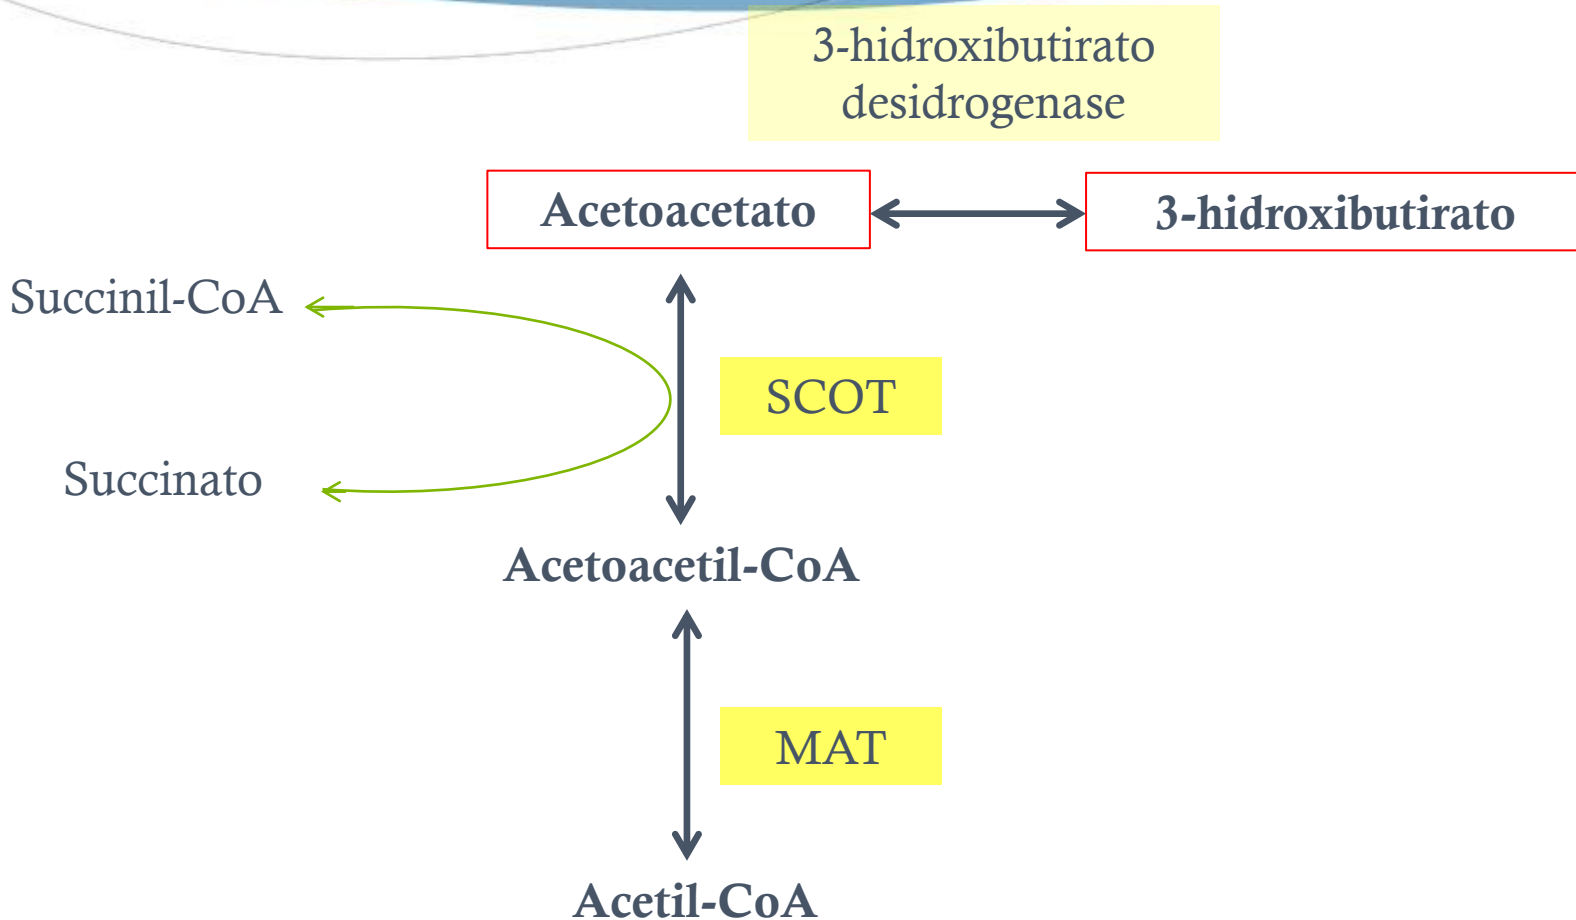 3-hidroxibutirato
desidrogenase
Acetoacetato
3-hidroxibutirato
Succinil-CoA
SCOT
Succinato
Acetoacetil-CoA
MAT
Acetil-CoA